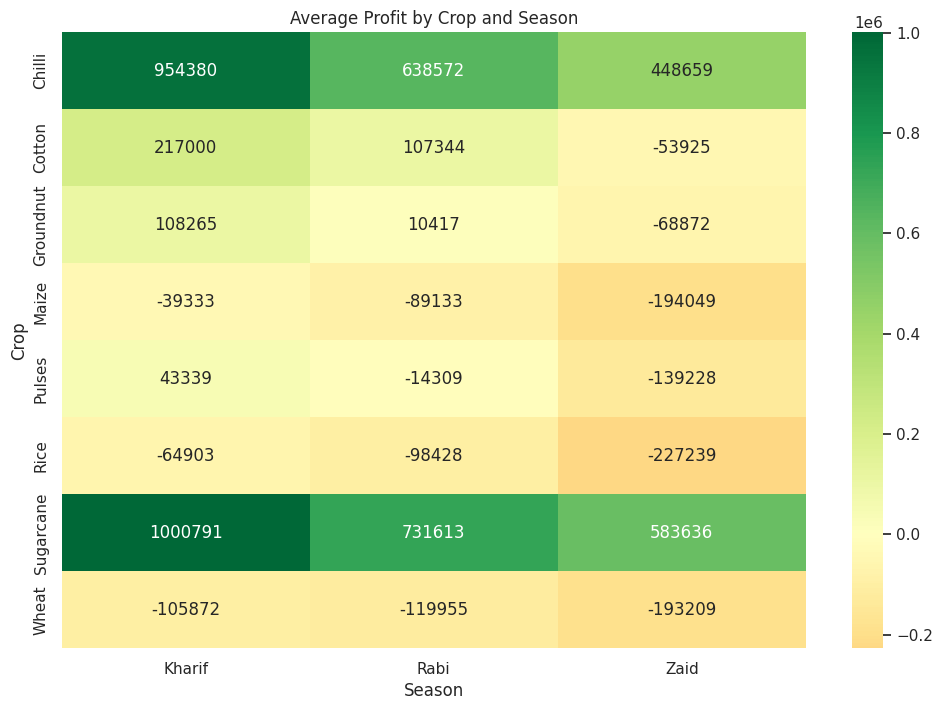 Average Profit by Crop and Season
1e6
Chilli 954380 638572 448659
Cotton 217000 107344 -53925
Groundnut 108265 10417 -68872
Maize -39333 -89133 -194049
Pulses 43339 -14309 -139228
Rice -64903 -98428 -227239
Sugarcane 1000791 731613 583636
Wheat -105872 -119955 -193209
Kharif Rabi Zaid
Season
Crop
1.0
0.8
0.6
0.4
0.2
0.0
−0.2